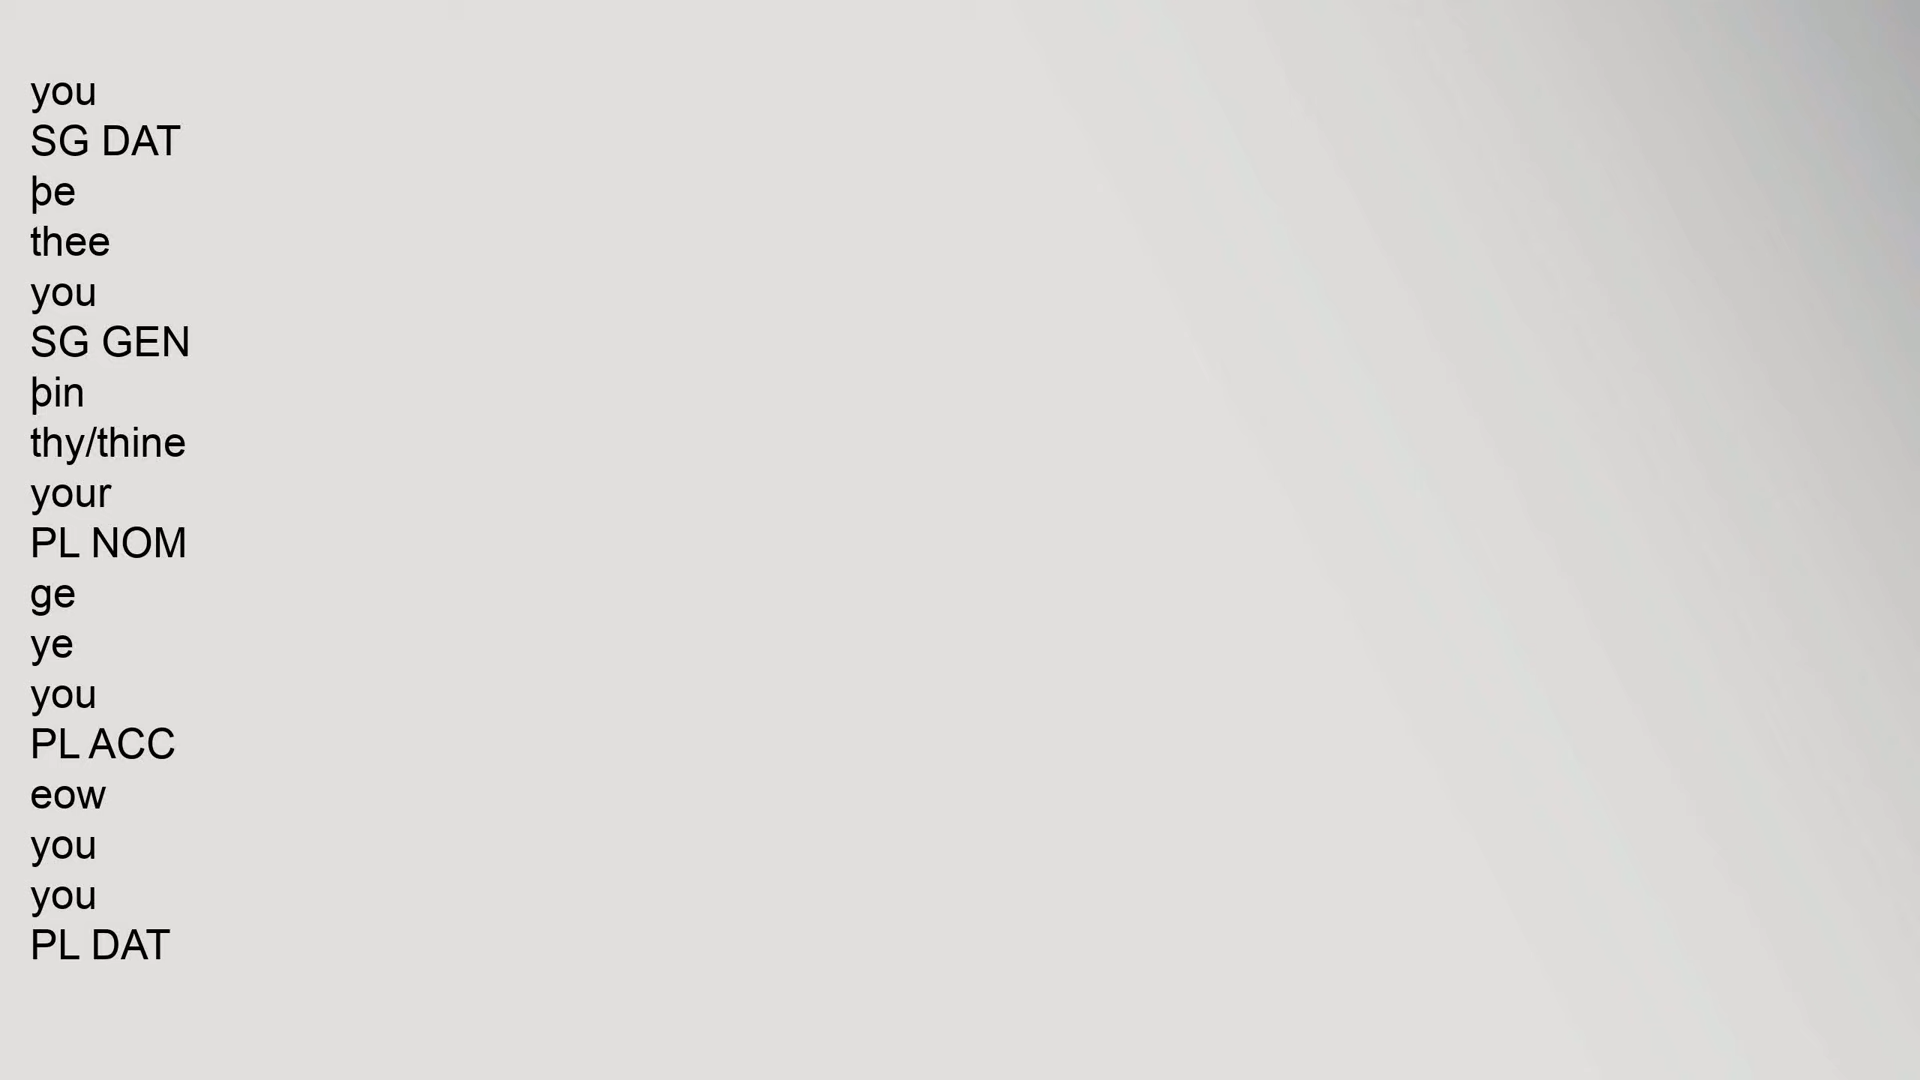 you
SG DAT
þe
thee
you
SG GEN
þin
thy/thine
your
PL NOM
ge
ye
you
PL ACC
eow
you
you
PL DAT